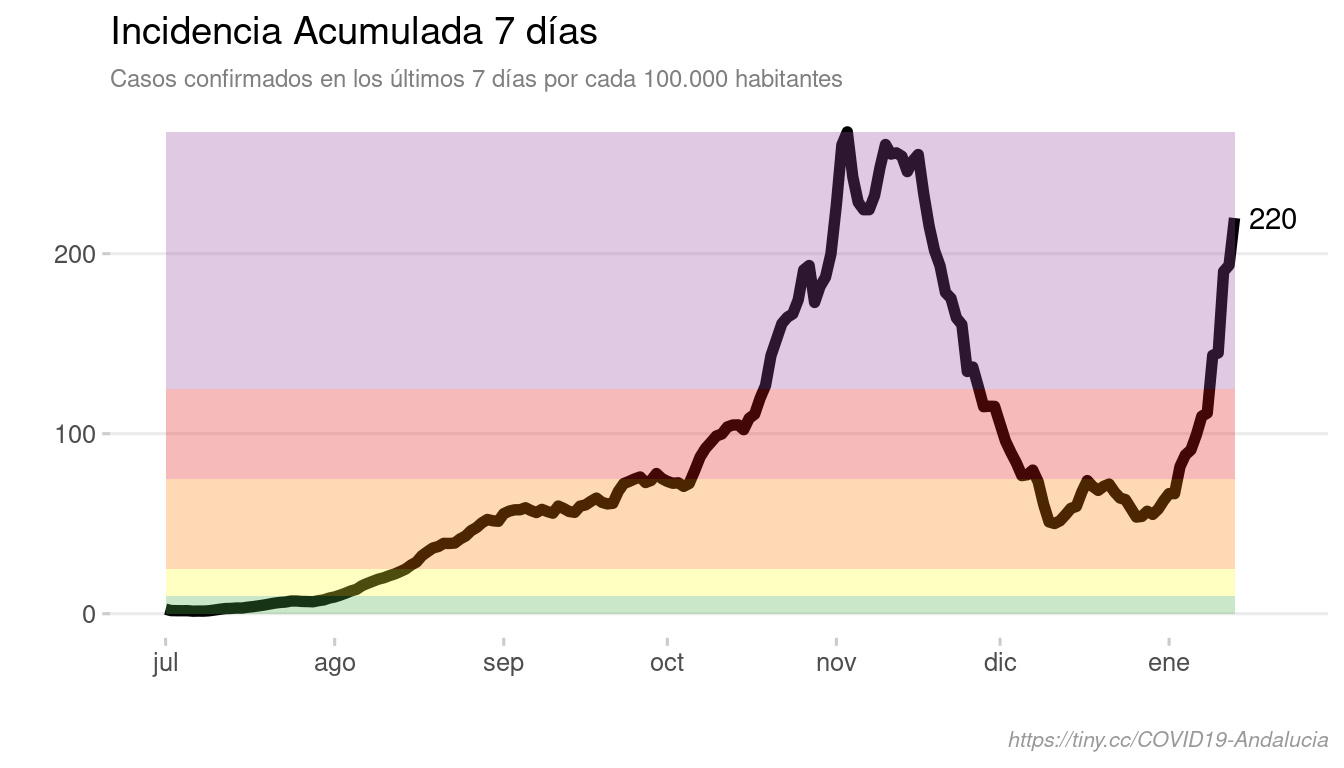 Incidencia Acumulada 7 días
Casos confirmados en los últimos 7 días por cada 100.000 habitantes
220
200
100
0
jul ago sep oct nov dic ene
https://tiny.cc/COVID19-Andalucia